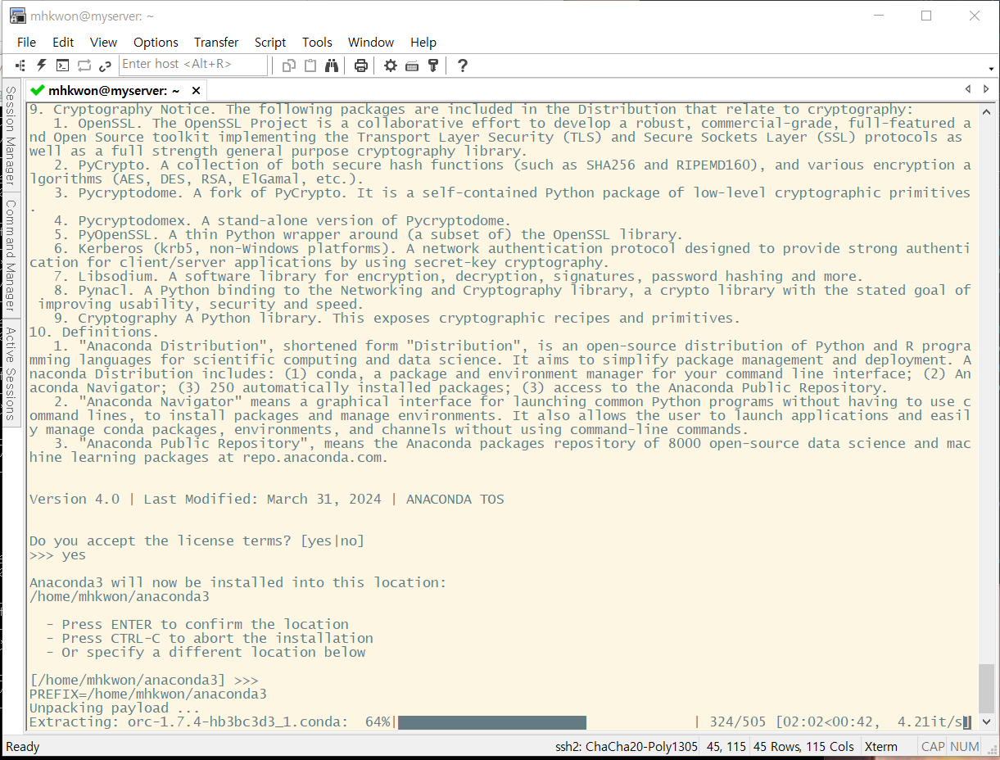 mhkwon@myserver: ~
File Edit View Options Transfer Script Tools Window Help
Enter host <Alt+R>
mhkwon@myserver: ~
Session Manager
Command Manager
Active Sessions
9. Cryptography Notice. The following packages are included in the Distribution that relate to cryptography:
1. OpenSSL. The OpenSSL Project is a collaborative effort to develop a robust, commercial-grade, full-featured a
nd Open Source toolkit implementing the Transport Layer Security (TLS) and Secure Sockets Layer (SSL) protocols as
well as a full strength general purpose cryptography library.
2. PyCrypto. A collection of both secure hash functions (such as SHA256 and RIPEMD160), and various encryption a
lgorithms (AES, DES, RSA, ElGamal, etc.).
3. Pycryptodome. A fork of PyCrypto. It is a self-contained Python package of low-level cryptographic primitives
.
4. Pycryptodomex. A stand-alone version of Pycryptodome.
5. PyOpenSSL. A thin Python wrapper around (a subset of) the OpenSSL library.
6. Kerberos (krb5, non-Windows platforms). A network authentication protocol designed to provide strong authenti
cation for client/server applications by using secret-key cryptography.
7. Libsodium. A software library for encryption, decryption, signatures, password hashing and more.
8. Pynacl. A Python binding to the Networking and Cryptography library, a crypto library with the stated goal of
improving usability, security and speed.
9. Cryptography A Python library. This exposes cryptographic recipes and primitives.
10. Definitions.
1. "Anaconda Distribution", shortened form "Distribution", is an open-source distribution of Python and R progra
mming languages for scientific computing and data science. It aims to simplify package management and deployment. A
naconda Distribution includes: (1) conda, a package and environment manager for your command line interface; (2) An
aconda Navigator; (3) 250 automatically installed packages; (3) access to the Anaconda Public Repository.
2. "Anaconda Navigator" means a graphical interface for launching common Python programs without having to use c
ommand lines, to install packages and manage environments. It also allows the user to launch applications and easil
y manage conda packages, environments, and channels without using command-line commands.
3. "Anaconda Public Repository", means the Anaconda packages repository of 8000 open-source data science and mac
hine learning packages at repo.anaconda.com.
Version 4.0 | Last Modified: March 31, 2024 | ANACONDA TOS
Do you accept the license terms? [yes|no]
>>> yes
Anaconda3 will now be installed into this location:
/home/mhkwon/anaconda3
- Press ENTER to confirm the location
- Press CTRL-C to abort the installation
- Or specify a different location below
[/home/mhkwon/anaconda3] >>>
PREFIX=/home/mhkwon/anaconda3
Unpacking payload ...
Extracting: orc-1.7.4-hb3bc3d3_1.conda: 64%| | 324/505 [02:02<00:42, 4.21it/s]
Ready ssh2: ChaCha20-Poly1305 45, 115 45 Rows, 115 Cols Xterm CAP NUM